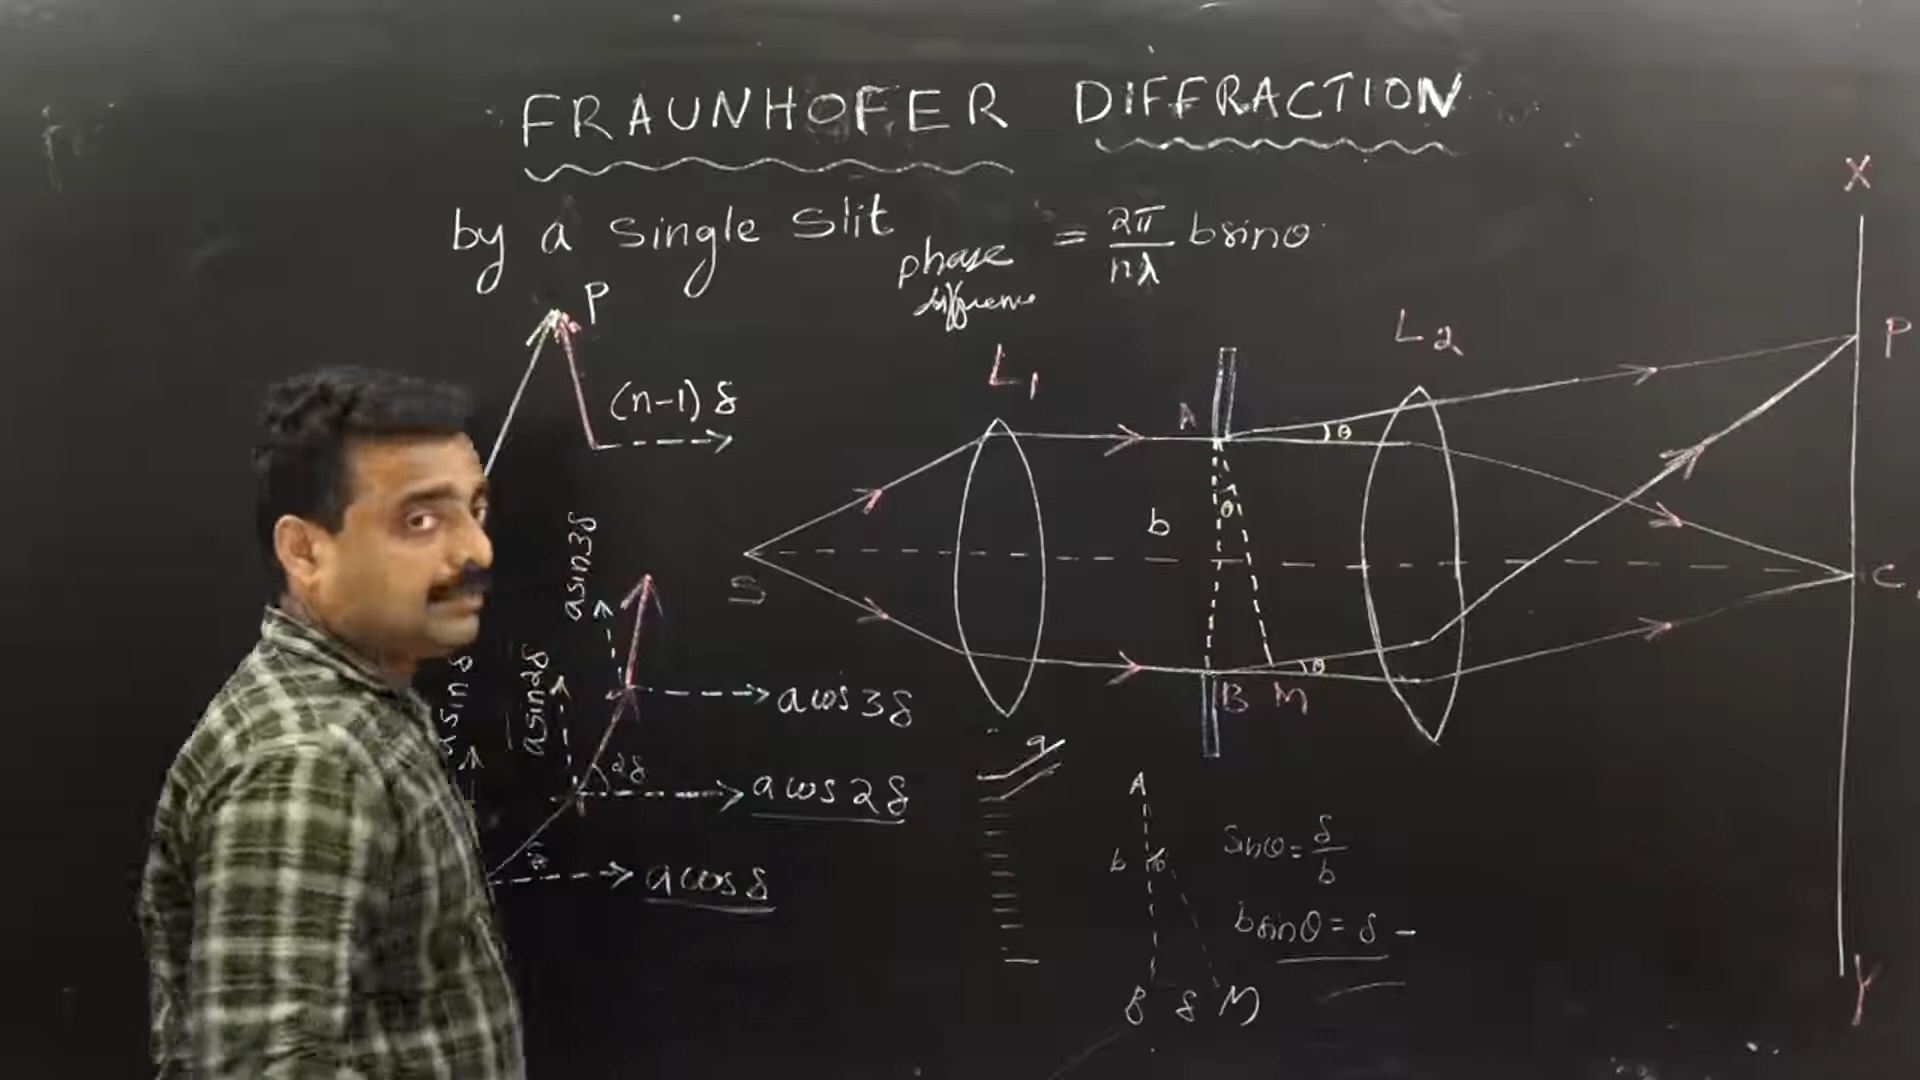 FRAUNHOFER DIFFRACTION
by a single slit
phase difference = 2π/nλ bsinθ
X
P
(n-1) δ
L₁
L₂
P
A
θ
θ
b
S
C
asin3δ
asin2δ
asinδ
acos3δ
2δ
acos2δ
acosδ
B M
θ
a
Y
A
b
θ
B δ M
sinθ = δ/b
bsinθ = δ -